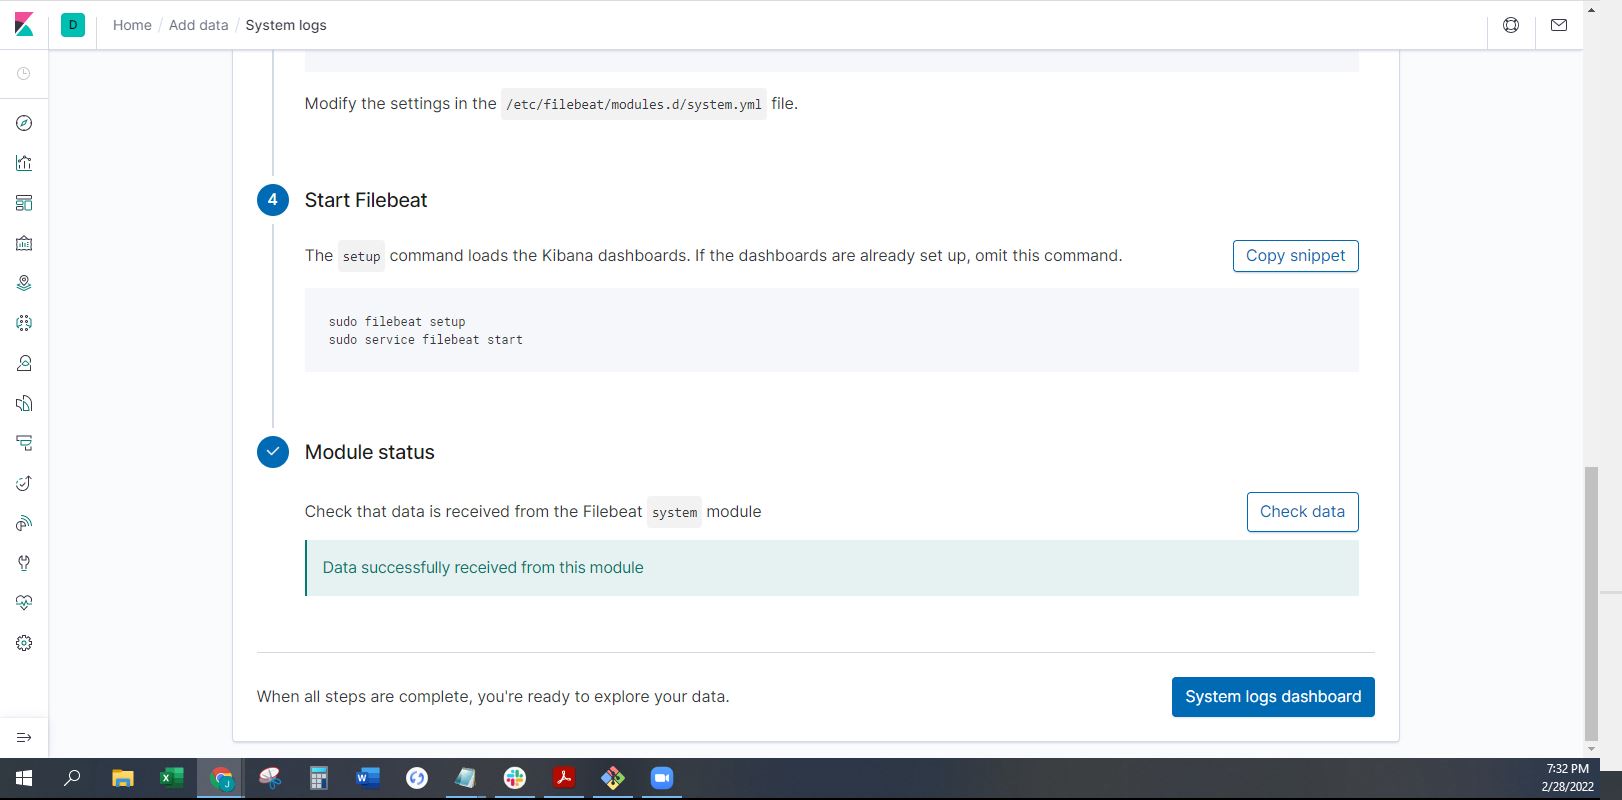 D
Home / Add data / System logs
Modify the settings in the /etc/filebeat/modules.d/system.yml file.
4 Start Filebeat
The setup command loads the Kibana dashboards. If the dashboards are already set up, omit this command.
Copy snippet
sudo filebeat setup
sudo service filebeat start
Module status
Check that data is received from the Filebeat system module
Check data
Data successfully received from this module
When all steps are complete, you're ready to explore your data.
System logs dashboard
X
J
W
7:32 PM
2/28/2022